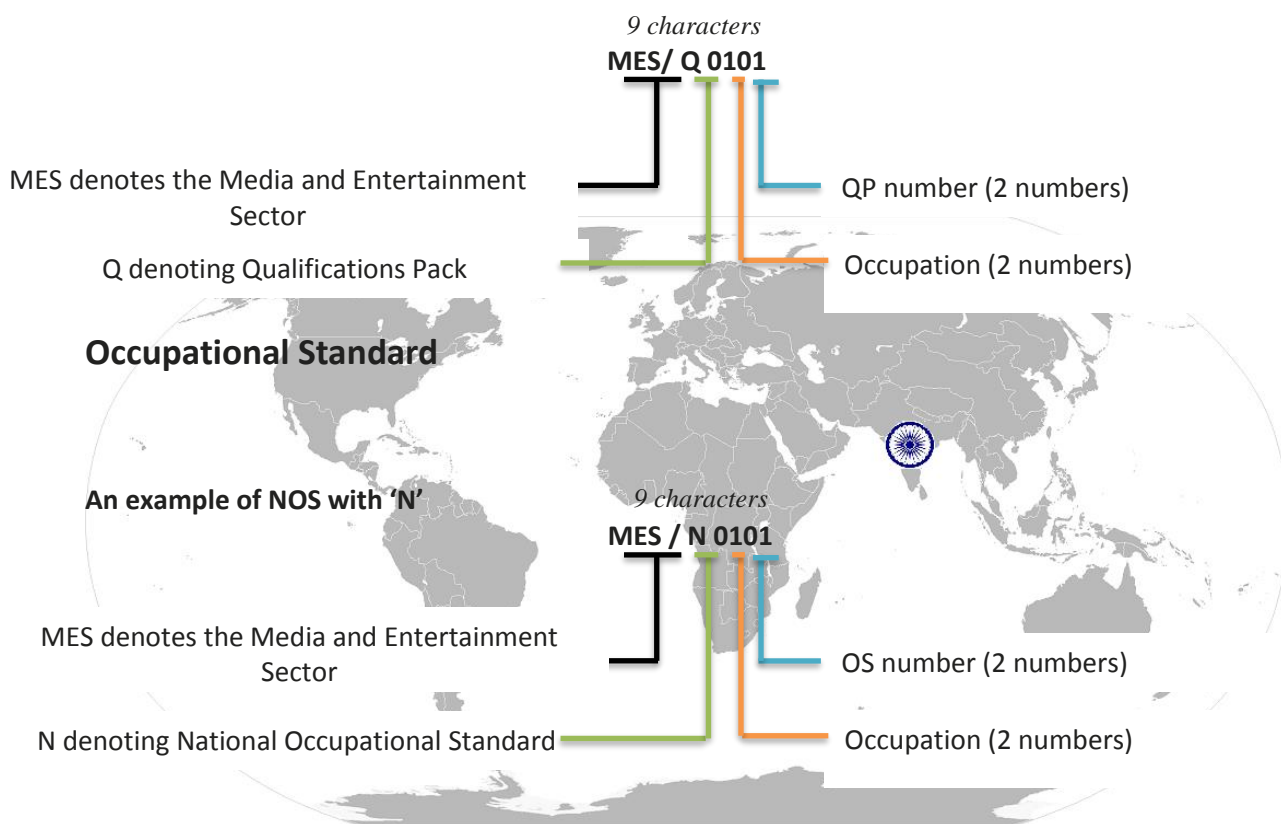 9 characters
MES/ Q 0101
MES denotes the Media and Entertainment
Sector
QP number (2 numbers)
Q denoting Qualifications Pack
Occupation (2 numbers)
Occupational Standard
An example of NOS with ‘N’
9 characters
MES / N 0101
MES denotes the Media and Entertainment
Sector
OS number (2 numbers)
N denoting National Occupational Standard
Occupation (2 numbers)